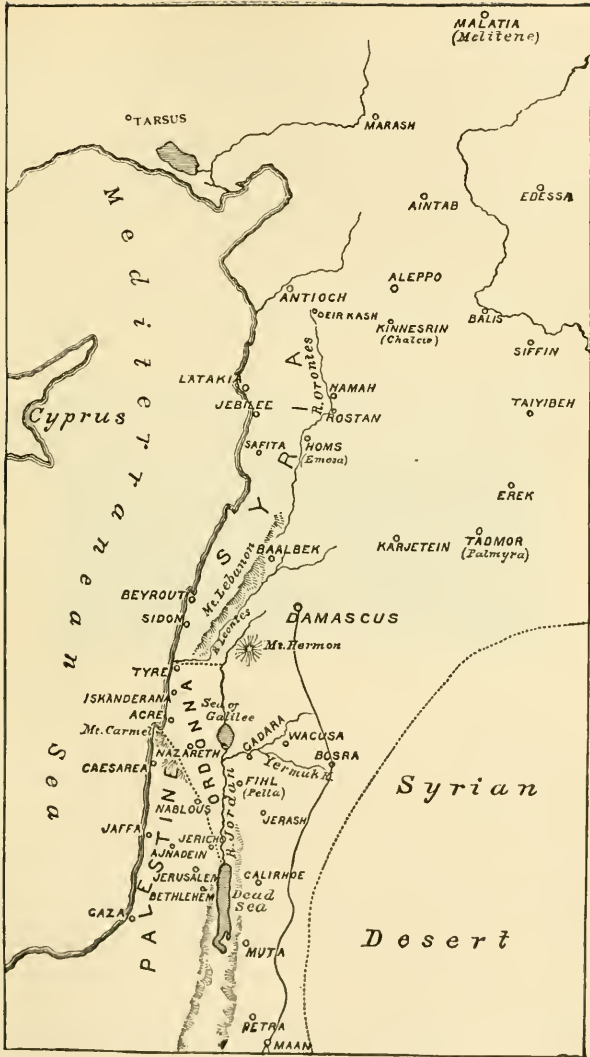 MALATIA
(Melitene)
TARSUS
MARASH
EDESSA
AINTAB
Mediterranean Sea
ANTIOCH
ALEPPO
DEIR KASH
KINNESRIN
(Chalcis)
BALIS
SIFFIN
SYRIA
R. Orontes
LATAKIA
HAMAH
JEBILEE
ROSTAN
TAIYIBEH
Cyprus
SAFITA
HOMS
(Emesa)
EREK
KARJETEIN
TADMOR
(Palmyra)
BAALBEK
Mt. Lebanon
BEYROUT
DAMASCUS
SIDON
R. Leontes
Mt. Hermon
TYRE
ISKANDERANA
Sea of
Galilee
ACRE
Mt. Carmel
GADARA
WACUSA
NAZARETH
BOSRA
Yermuk R.
CAESAREA
ORDONNA
FIHL
(Pella)
Syrian
Desert
NABLOUS
JERASH
R. Jordan
JAFFA
JERICHO
AJNADEIN
JERUSALEM
CALIRHOE
BETHLEHEM
Dead
Sea
PALESTINE
GAZA
MUTA
PETRA
MAAN